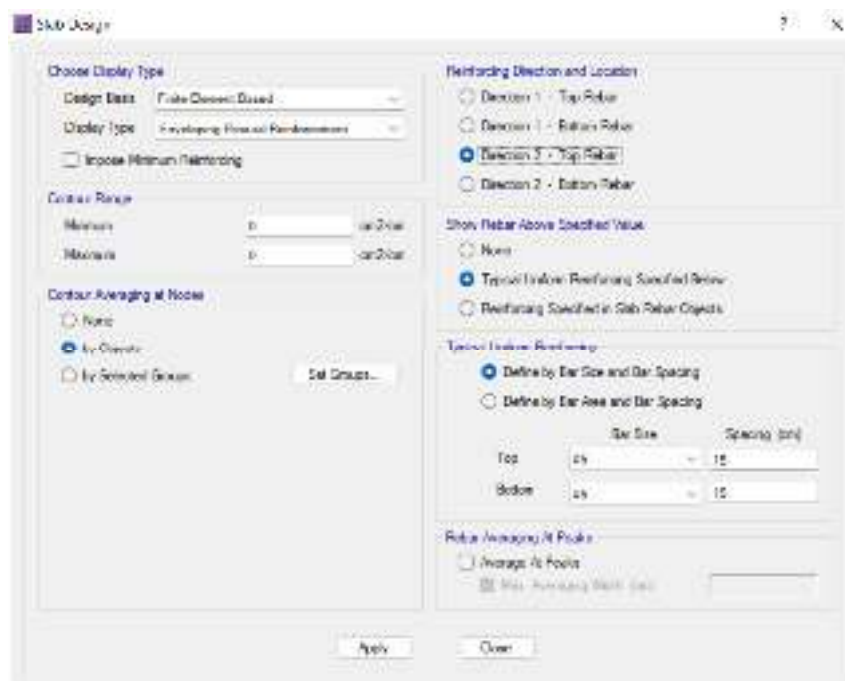 Slab Design
?
Choose Display Type
Design Basis Finite Element Based
Display Type Enveloping Flexural Reinforcement
Impose Minimum Reinforcing
Contour Range
Minimum 0 cm2/cm
Maximum 0 cm2/cm
Contour Averaging at Nodes
None
by Objects
by Selected Groups Set Groups...
Reinforcing Direction and Location
Direction 1 - Top Rebar
Direction 1 - Bottom Rebar
Direction 2 - Top Rebar
Direction 2 - Bottom Rebar
Show Rebar Above Specified Value
None
Typical Uniform Reinforcing Specified Below
Reinforcing Specified in Slab Rebar Objects
Typical Uniform Reinforcing
Define by Bar Size and Bar Spacing
Define by Bar Area and Bar Spacing
Bar Size Spacing (cm)
Top 15
Bottom 15
Rebar Averaging At Peaks
Average At Peaks
Averaging Width (cm)
Apply Close